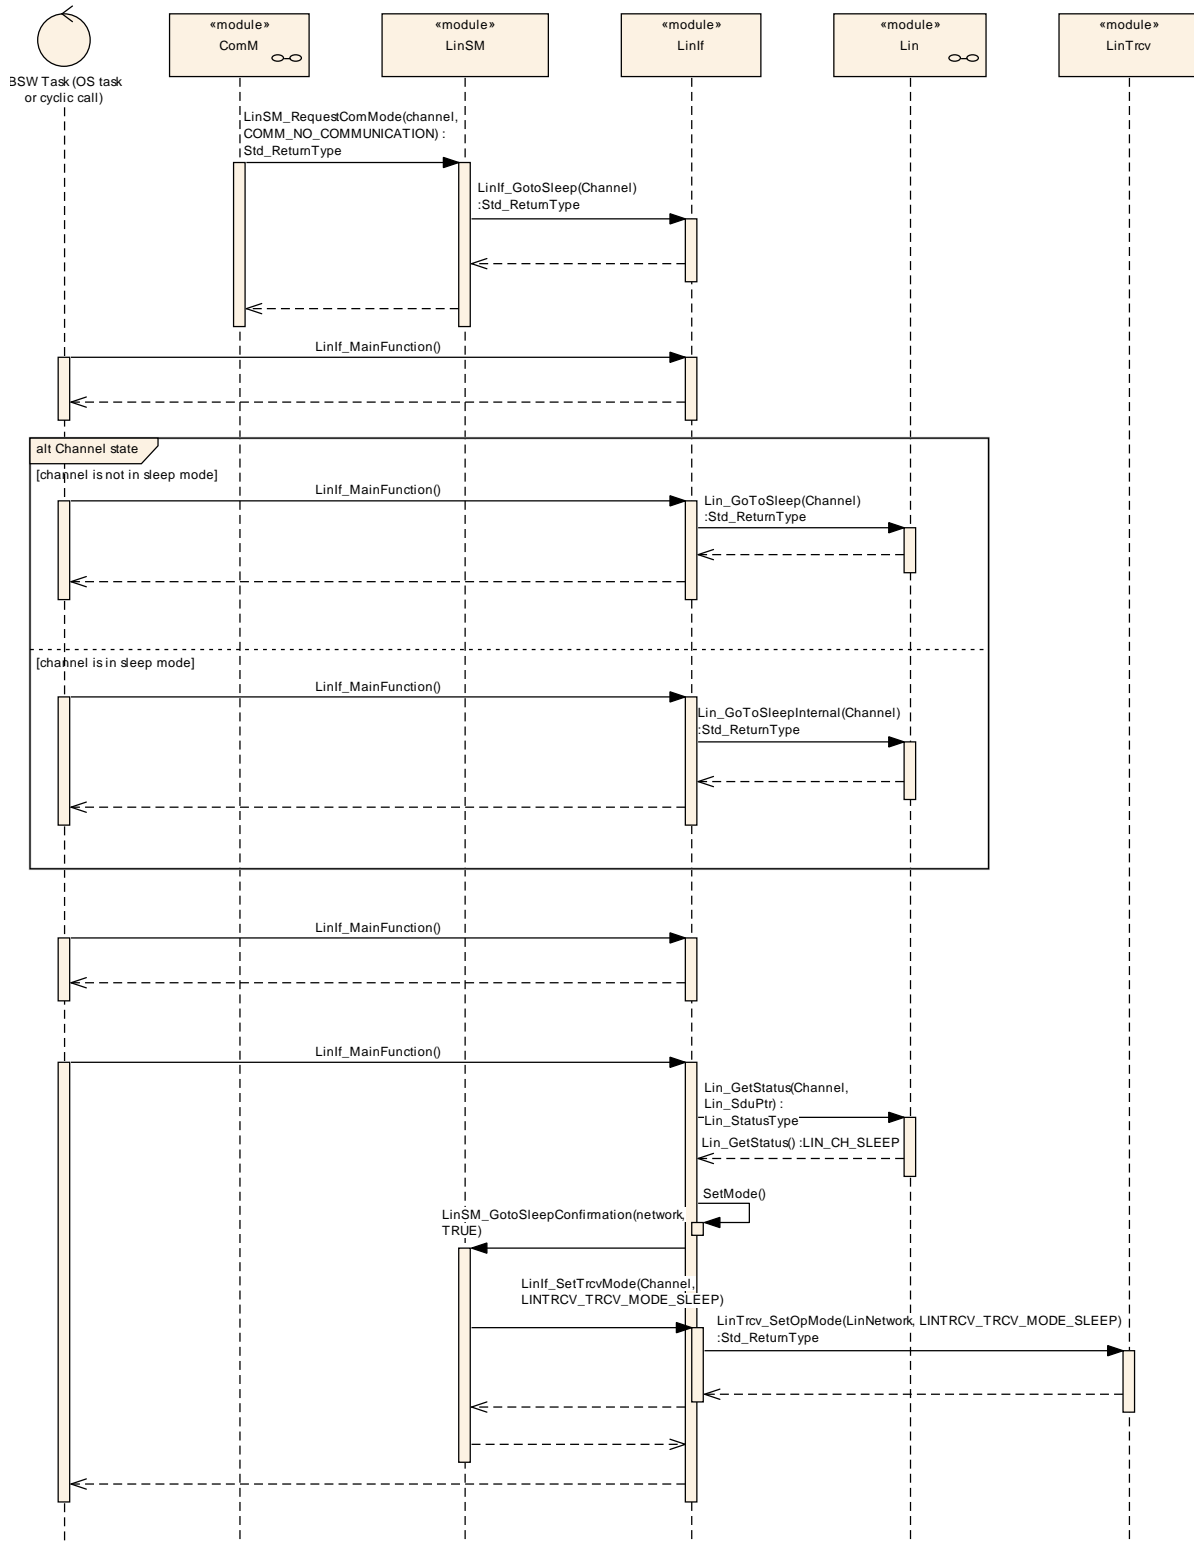 «module»
ComM
«module»
LinSM
«module»
LinIf
«module»
Lin
«module»
LinTrcv
BSW Task (OS task
or cyclic call)
LinSM_RequestComMode(channel,
COMM_NO_COMMUNICATION) :
Std_ReturnType
LinIf_GotoSleep(Channel)
:Std_ReturnType
LinIf_MainFunction()
alt Channel state
[channel is not in sleep mode]
LinIf_MainFunction()
Lin_GoToSleep(Channel)
:Std_ReturnType
[channel is in sleep mode]
LinIf_MainFunction()
Lin_GoToSleepInternal(Channel)
:Std_ReturnType
LinIf_MainFunction()
LinIf_MainFunction()
Lin_GetStatus(Channel,
Lin_SduPtr) :
Lin_StatusType
Lin_GetStatus() :LIN_CH_SLEEP
SetMode()
LinSM_GotoSleepConfirmation(network,
TRUE)
LinIf_SetTrcvMode(Channel,
LINTRCV_TRCV_MODE_SLEEP)
LinTrcv_SetOpMode(LinNetwork, LINTRCV_TRCV_MODE_SLEEP)
:Std_ReturnType